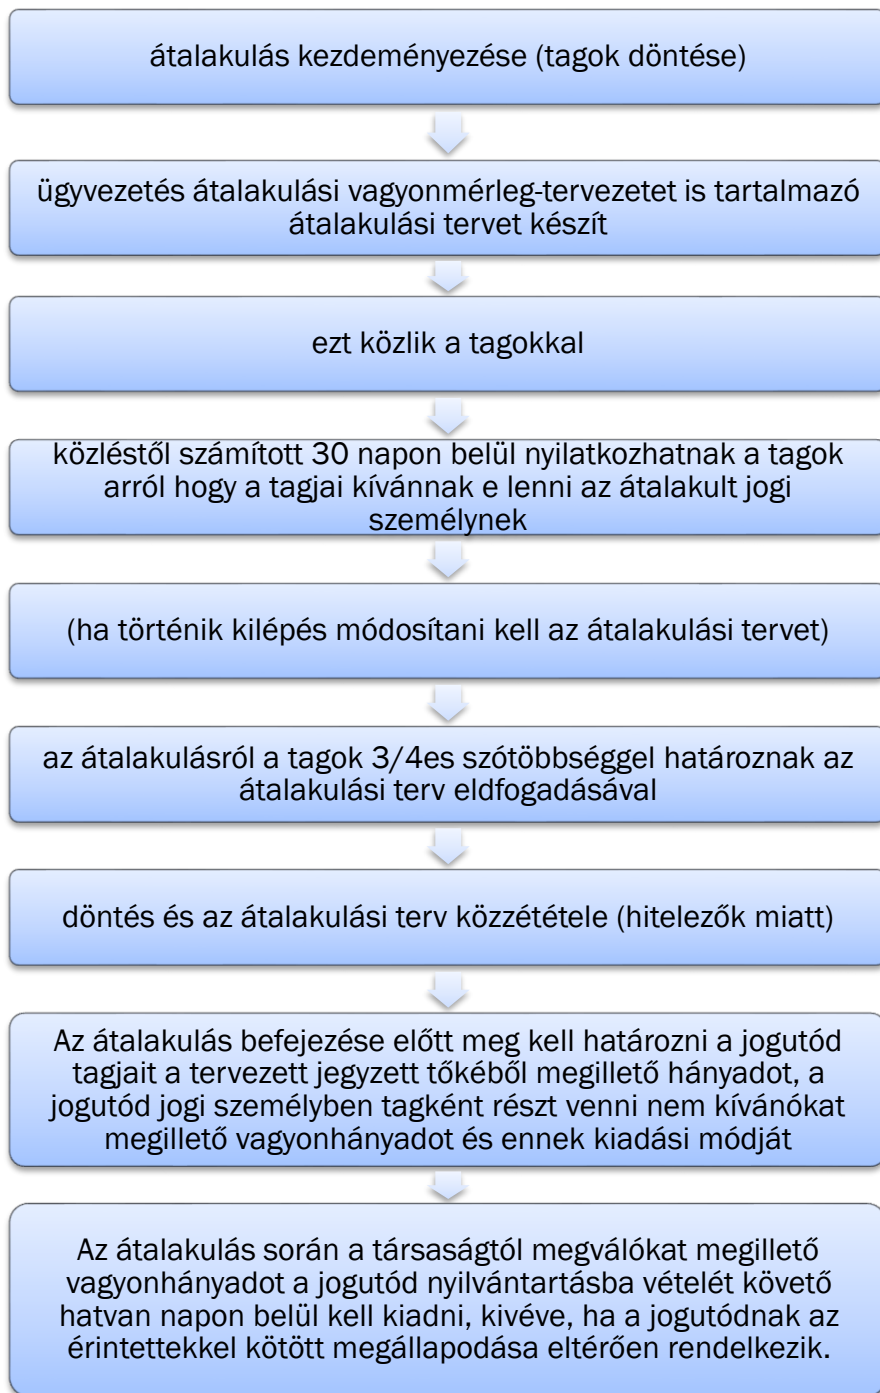 átalakulás kezdeményezése (tagok döntése)
ügyvezetés átalakulási vagyonmérleg-tervezetet is tartalmazó
átalakulási tervet készít
ezt közlik a tagokkal
közléstől számított 30 napon belül nyilatkozhatnak a tagok
arról hogy a tagjai kívánnak e lenni az átalakult jogi
személynek
(ha történik kilépés módosítani kell az átalakulási tervet)
az átalakulásról a tagok 3/4es szótöbbséggel határoznak az
átalakulási terv eldfogadásával
döntés és az átalakulási terv közzététele (hitelezők miatt)
Az átalakulás befejezése előtt meg kell határozni a jogutód
tagjait a tervezett jegyzett tőkéből megillető hányadot, a
jogutód jogi személyben tagként részt venni nem kívánókat
megillető vagyonhányadot és ennek kiadási módját
Az átalakulás során a társaságtól megválókat megillető
vagyonhányadot a jogutód nyilvántartásba vételét követő
hatvan napon belül kell kiadni, kivéve, ha a jogutódnak az
érintettekkel kötött megállapodása eltérően rendelkezik.